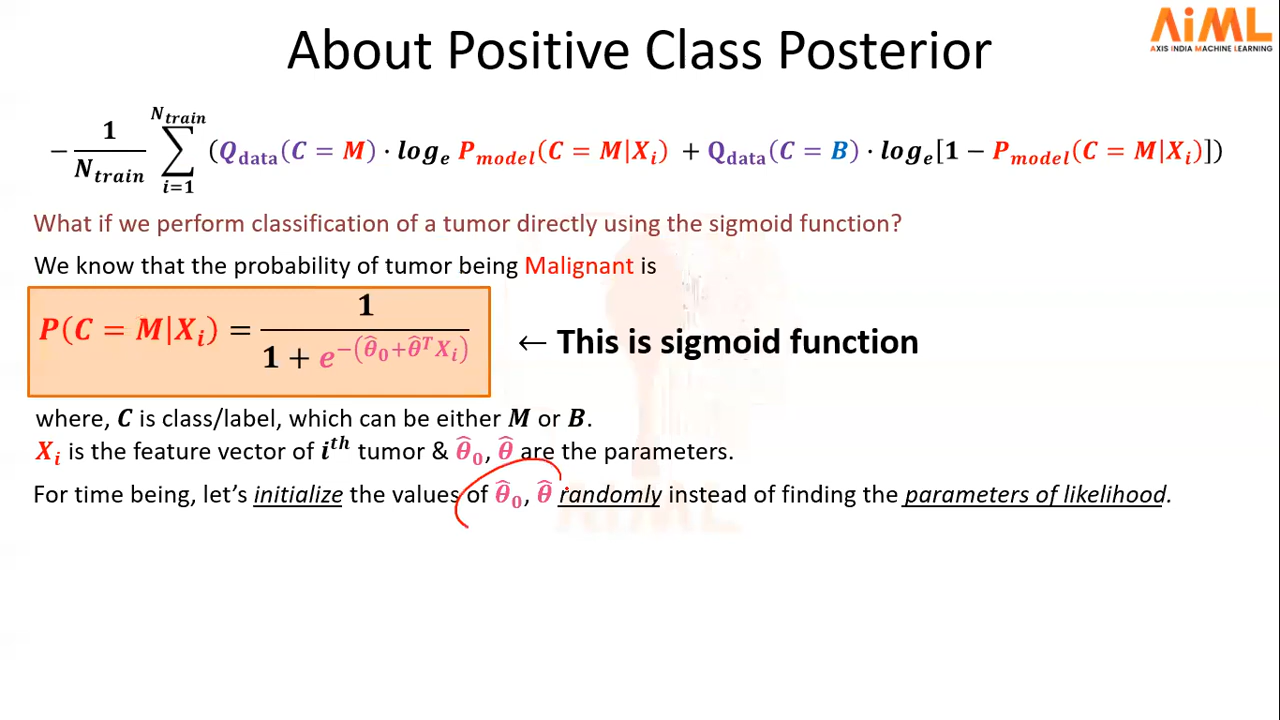 AiML
AXIS INDIA MACHINE LEARNING
About Positive Class Posterior
− 1/N_train ∑_{i=1}^{N_train} (Q_data(C = M) · log_e P_model(C = M|X_i) + Q_data(C = B) · log_e[1 − P_model(C = M|X_i)])
What if we perform classification of a tumor directly using the sigmoid function?
We know that the probability of tumor being Malignant is
P(C = M|X_i) = 1 / (1 + e^{−(θ̂_0+θ̂^T X_i)}) ← This is sigmoid function
where, C is class/label, which can be either M or B.
X_i is the feature vector of i^th tumor & θ̂_0, θ̂ are the parameters.
For time being, let's initialize the values of θ̂_0, θ̂ randomly instead of finding the parameters of likelihood.
AiML